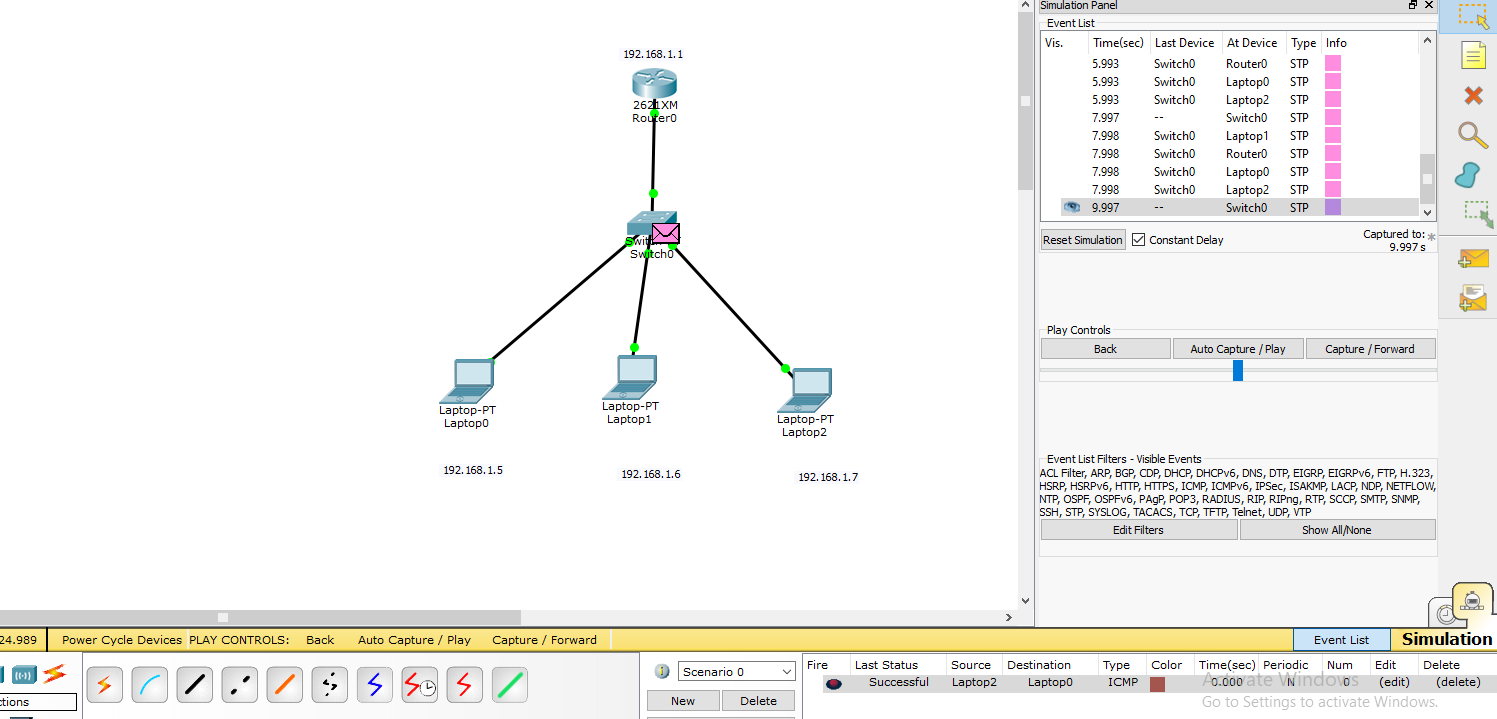 192.168.1.1
2621XM
Router0
Switch0
Laptop-PT
Laptop0
Laptop-PT
Laptop1
Laptop-PT
Laptop2
192.168.1.5
192.168.1.6
192.168.1.7
Simulation Panel
Event List
Vis. Time(sec) Last Device At Device Type Info
5.993 Switch0 Router0 STP
5.993 Switch0 Laptop0 STP
5.993 Switch0 Laptop2 STP
7.997 -- Switch0 STP
7.998 Switch0 Laptop1 STP
7.998 Switch0 Router0 STP
7.998 Switch0 Laptop0 STP
7.998 Switch0 Laptop2 STP
9.997 -- Switch0 STP
Reset Simulation Constant Delay Captured to: *
9.997 s
Play Controls
Back Auto Capture / Play Capture / Forward
Event List Filters - Visible Events
ACL Filter, ARP, BGP, CDP, DHCP, DHCPv6, DNS, DTP, EIGRP, EIGRPv6, FTP, H.323,
HSRP, HSRPv6, HTTP, HTTPS, ICMP, ICMPv6, IPSec, ISAKMP, LACP, NDP, NETFLOW,
NTP, OSPF, OSPFv6, PAgP, POP3, RADIUS, RIP, RIPng, RTP, SCCP, SMTP, SNMP,
SSH, STP, SYSLOG, TACACS, TCP, TFTP, Telnet, UDP, VTP
Edit Filters Show All/None
24.989 Power Cycle Devices PLAY CONTROLS: Back Auto Capture / Play Capture / Forward Event List Simulation
Scenario 0
New Delete
Fire Last Status Source Destination Type Color Time(sec) Periodic Num Edit Delete
Successful Laptop2 Laptop0 ICMP 0.000 N 0 (edit) (delete)
Activate Windows
Go to Settings to activate Windows.
ctions